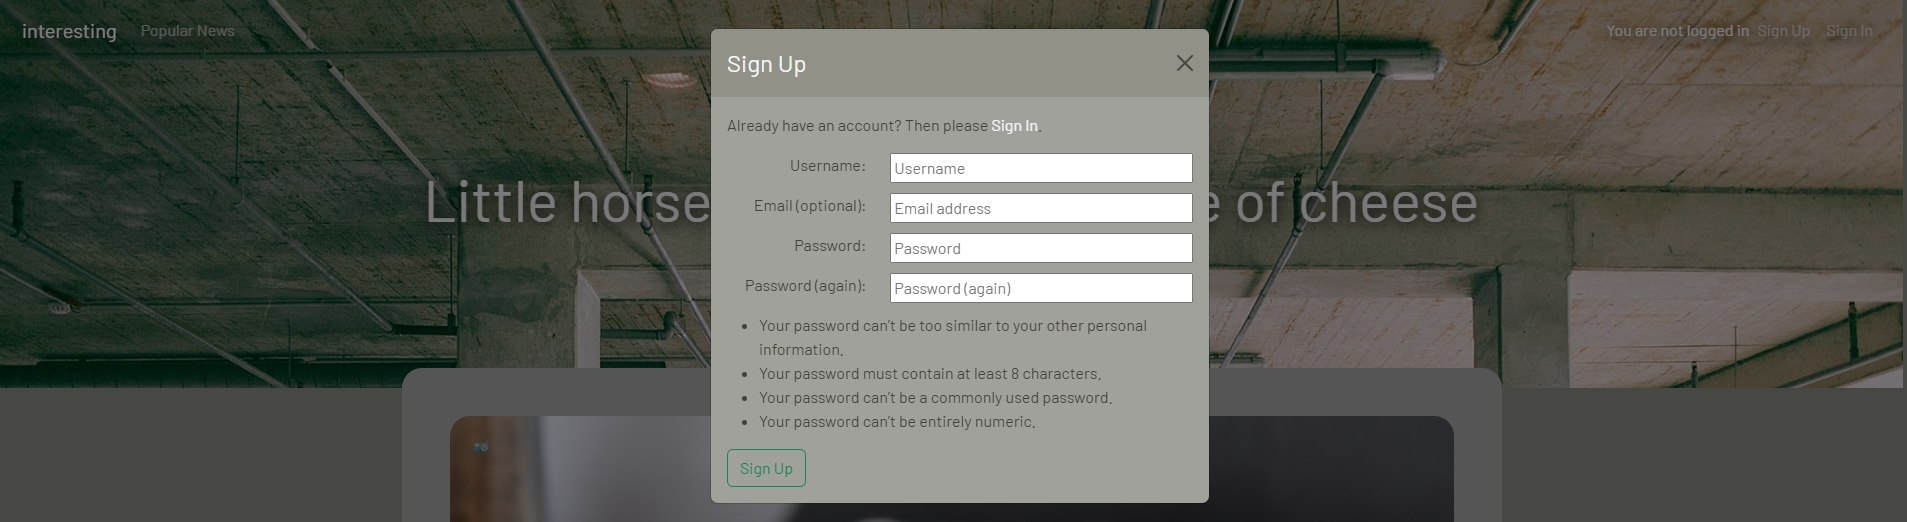 interesting
Popular News
You are not logged in
Sign Up
Sign In
Little horse
e of cheese
Sign Up
Already have an account? Then please Sign In.
Username:
Username
Email (optional):
Email address
Password:
Password
Password (again):
Password (again)
Your password can't be too similar to your other personal
information.
Your password must contain at least 8 characters.
Your password can't be a commonly used password.
Your password can't be entirely numeric.
Sign Up